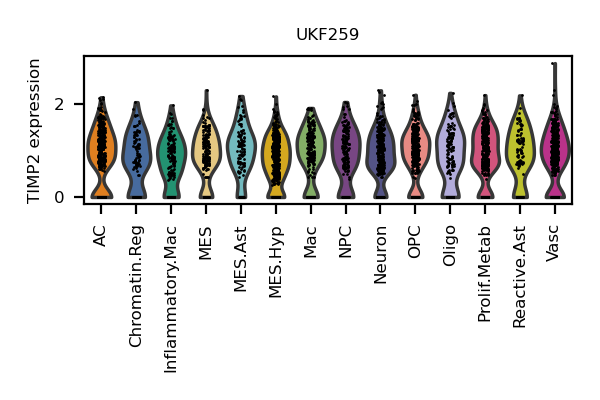 UKF259
TIMP2 expression
2
0
AC
Chromatin.Reg
Inflammatory.Mac
MES
MES.Ast
MES.Hyp
Mac
NPC
Neuron
OPC
Oligo
Prolif.Metab
Reactive.Ast
Vasc